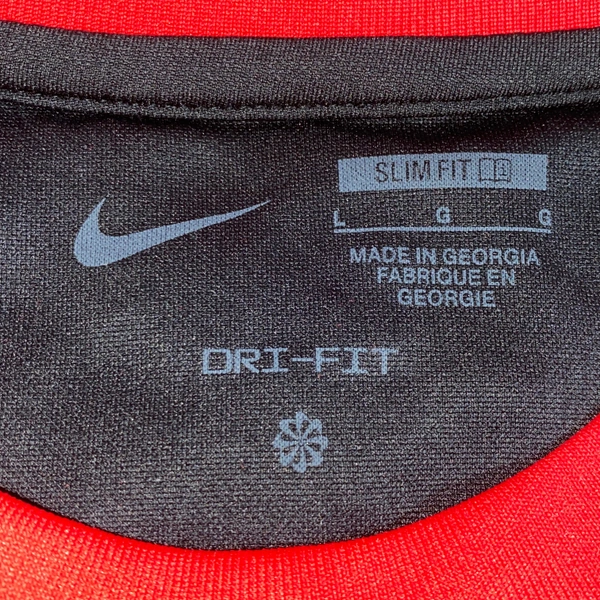 SLIM FIT
L G G
MADE IN GEORGIA
FABRIQUE EN
GEORGIE
DRI-FIT